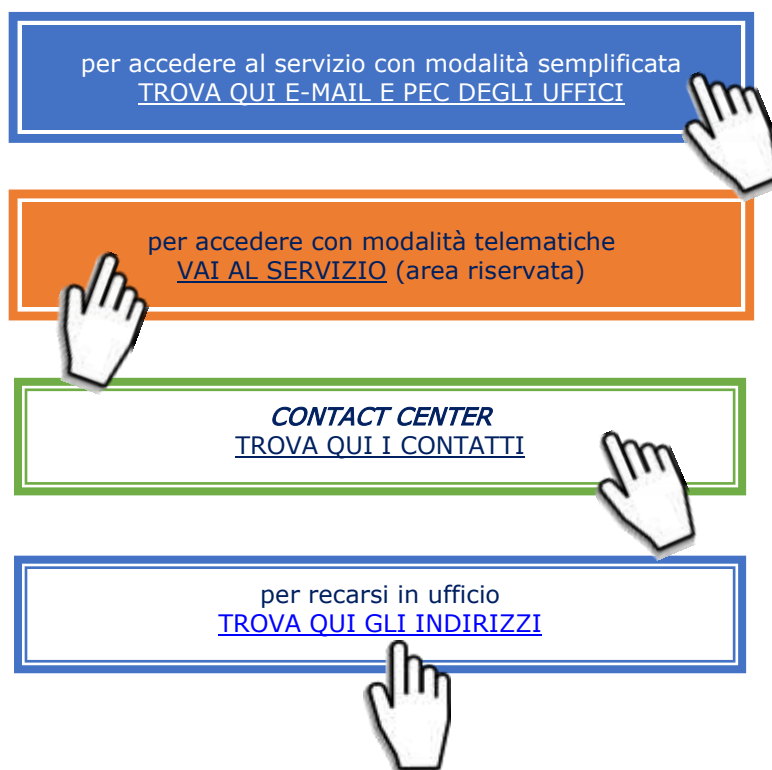 per accedere al servizio con modalità semplificata
TROVA QUI E-MAIL E PEC DEGLI UFFICI
per accedere con modalità telematiche
VAI AL SERVIZIO (area riservata)
CONTACT CENTER
TROVA QUI I CONTATTI
per recarsi in ufficio
TROVA QUI GLI INDIRIZZI